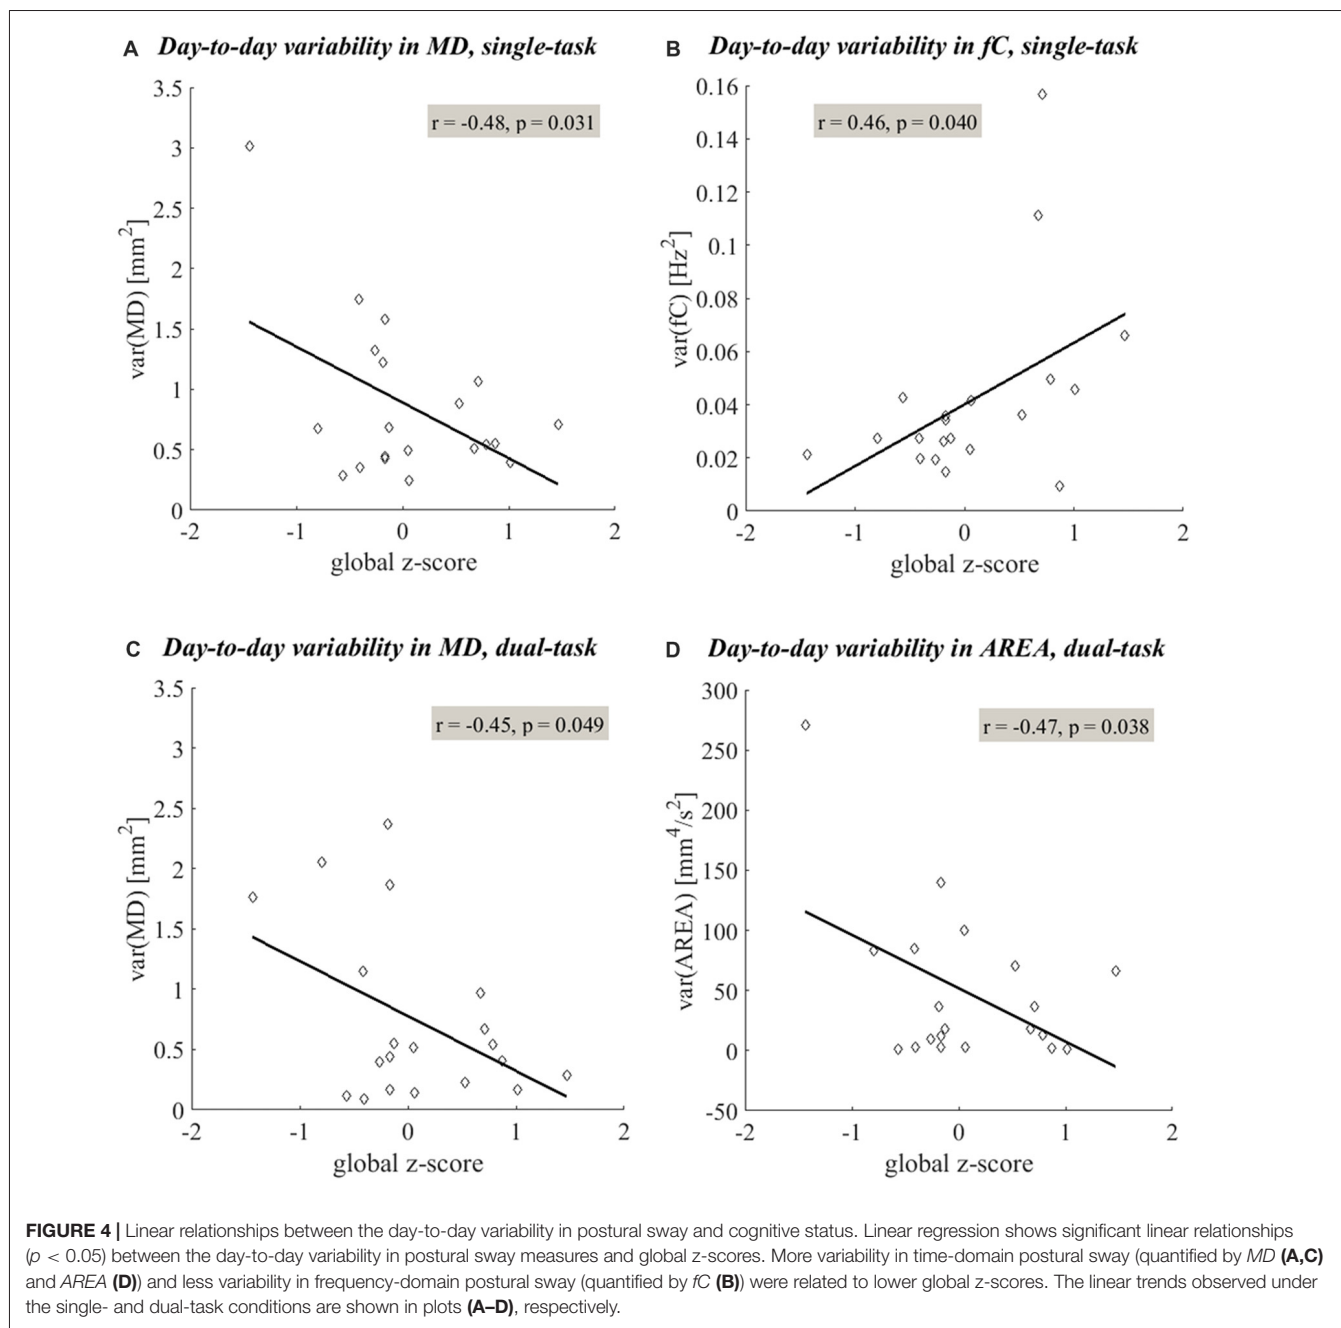 A Day-to-day variability in MD, single-task
r = -0.48, p = 0.031
var(MD) [mm²]
3.5
3
2.5
2
1.5
1
0.5
0
-2 -1 0 1 2
global z-score
B Day-to-day variability in fC, single-task
r = 0.46, p = 0.040
var(fC) [Hz²]
0.16
0.14
0.12
0.1
0.08
0.06
0.04
0.02
0
-2 -1 0 1 2
global z-score
C Day-to-day variability in MD, dual-task
r = -0.45, p = 0.049
var(MD) [mm²]
3.5
3
2.5
2
1.5
1
0.5
0
-2 -1 0 1 2
global z-score
D Day-to-day variability in AREA, dual-task
r = -0.47, p = 0.038
var(AREA) [mm⁴/s²]
300
250
200
150
100
50
0
-50
-2 -1 0 1 2
global z-score
FIGURE 4 | Linear relationships between the day-to-day variability in postural sway and cognitive status. Linear regression shows significant linear relationships
(p < 0.05) between the day-to-day variability in postural sway measures and global z-scores. More variability in time-domain postural sway (quantified by MD (A,C)
and AREA (D)) and less variability in frequency-domain postural sway (quantified by fC (B)) were related to lower global z-scores. The linear trends observed under
the single- and dual-task conditions are shown in plots (A–D), respectively.